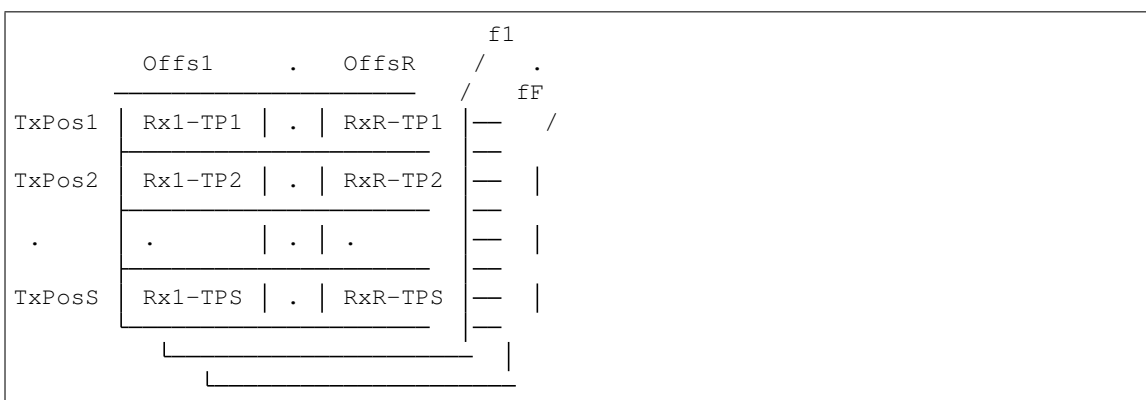 f1
Offs1 . OffsR / .
/ fF
TxPos1 | Rx1-TP1 | . | RxR-TP1 |—— /
TxPos2 | Rx1-TP2 | . | RxR-TP2 |—— |
. | . | . | . |—— |
TxPosS | Rx1-TPS | . | RxR-TPS |—— |